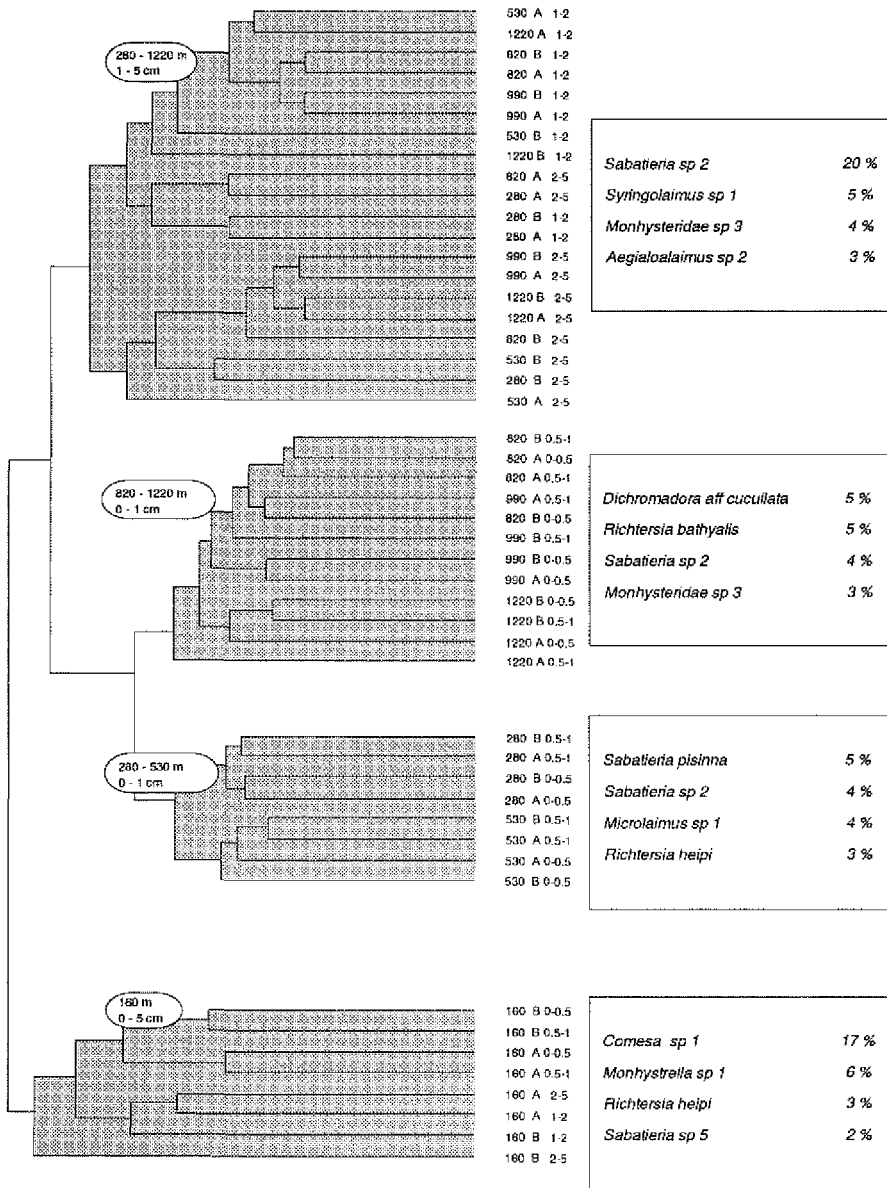 280 - 1220 m
1 - 5 cm
530 A 1-2
1220 A 1-2
820 B 1-2
820 A 1-2
990 B 1-2
990 A 1-2
530 B 1-2
1220 B 1-2
820 A 2-5
280 A 2-5
280 B 1-2
280 A 1-2
990 B 2-5
990 A 2-5
1220 B 2-5
1220 A 2-5
820 B 2-5
530 B 2-5
280 B 2-5
530 A 2-5
Sabatieria sp 2 20 %
Syringolaimus sp 1 5 %
Monhysteridae sp 3 4 %
Aegialoalaimus sp 2 3 %
820 - 1220 m
0 - 1 cm
820 B 0.5-1
820 A 0-0.5
820 A 0.5-1
990 A 0.5-1
820 B 0-0.5
990 B 0.5-1
990 B 0-0.5
990 A 0-0.5
1220 B 0-0.5
1220 B 0.5-1
1220 A 0-0.5
1220 A 0.5-1
Dichromadora aff cucullata 5 %
Richtersia bathyalis 5 %
Sabatieria sp 2 4 %
Monhysteridae sp 3 3 %
280 - 530 m
0 - 1 cm
280 B 0.5-1
280 A 0.5-1
280 B 0-0.5
280 A 0-0.5
530 B 0.5-1
530 A 0.5-1
530 A 0-0.5
530 B 0-0.5
Sabatieria pisinna 5 %
Sabatieria sp 2 4 %
Microlaimus sp 1 4 %
Richtersia heipi 3 %
160 m
0 - 5 cm
160 B 0-0.5
160 B 0.5-1
160 A 0-0.5
160 A 0.5-1
160 A 2-5
160 A 1-2
160 B 1-2
160 B 2-5
Comesa sp 1 17 %
Monhystrella sp 1 6 %
Richtersia heipi 3 %
Sabatieria sp 5 2 %